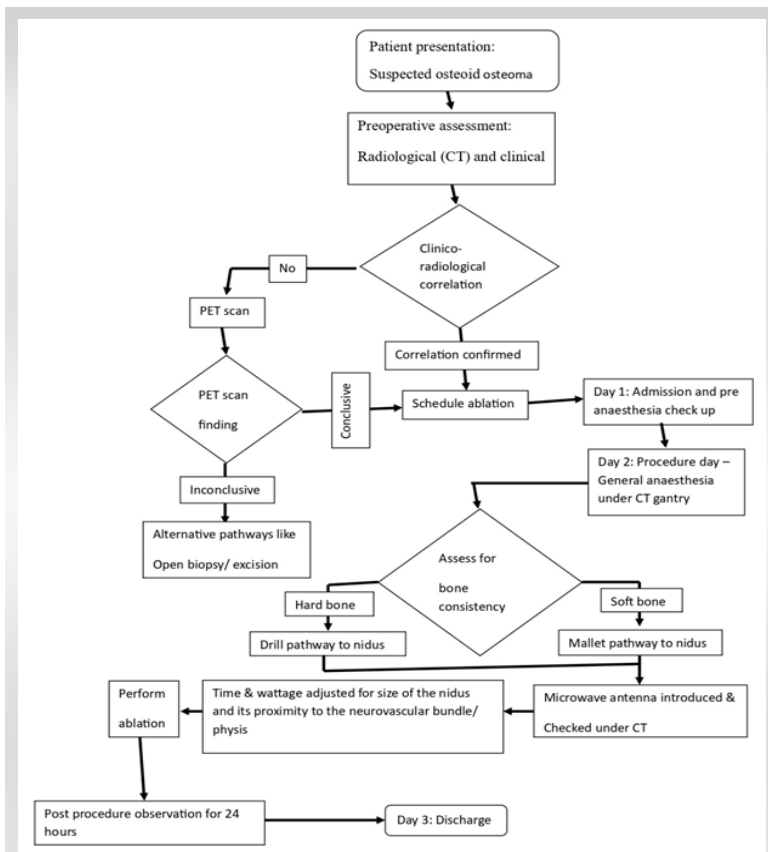 Patient presentation:
Suspected osteoid osteoma
Preoperative assessment:
Radiological (CT) and clinical
Clinico-
radiological
correlation
No
PET scan
Correlation confirmed
PET scan
finding
Conclusive
Schedule ablation
Day 1: Admission and pre
anaesthesia check up
Day 2: Procedure day –
General anaesthesia
under CT gantry
Inconclusive
Alternative pathways like
Open biopsy/ excision
Assess for
bone
consistency
Hard bone
Soft bone
Drill pathway to nidus
Mallet pathway to nidus
Microwave antenna introduced &
Checked under CT
Time & wattage adjusted for size of the nidus
and its proximity to the neurovascular bundle/
physis
Perform
ablation
Post procedure observation for 24
hours
Day 3: Discharge